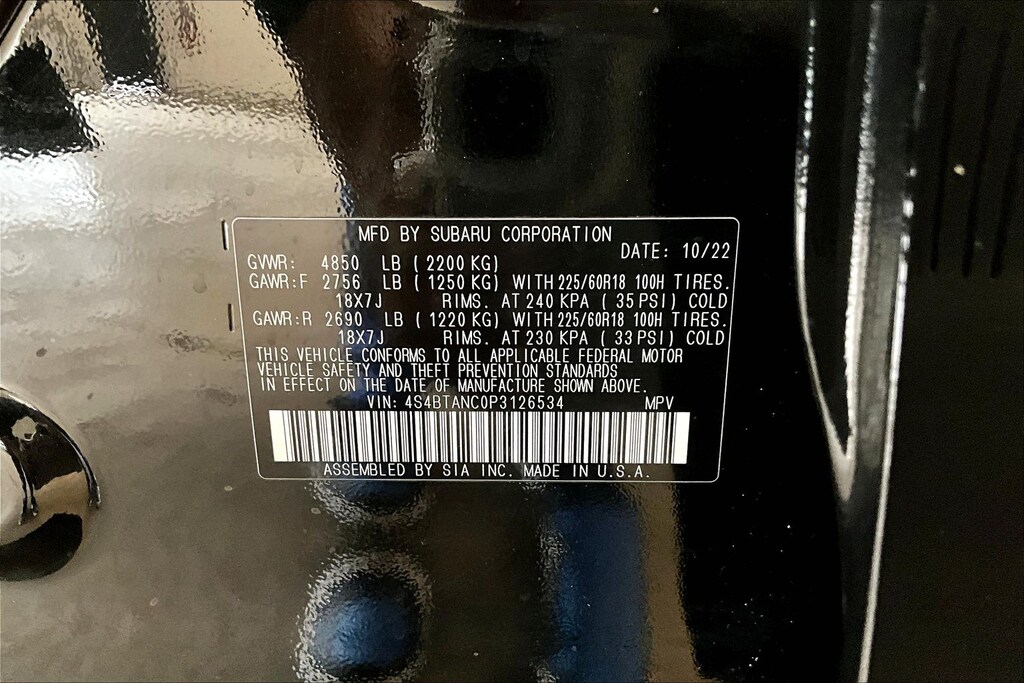 MFD BY SUBARU CORPORATION
DATE: 10/22
GVWR: 4850 LB (2200 KG)
GAWR:F 2756 LB (1250 KG) WITH 225/60R18 100H TIRES.
18X7J RIMS. AT 240 KPA (35 PSI) COLD
GAWR:R 2690 LB (1220 KG) WITH 225/60R18 100H TIRES.
18X7J RIMS. AT 230 KPA (33 PSI) COLD
THIS VEHICLE CONFORMS TO ALL APPLICABLE FEDERAL MOTOR
VEHICLE SAFETY AND THEFT PREVENTION STANDARDS
IN EFFECT ON THE DATE OF MANUFACTURE SHOWN ABOVE.
VIN: 4S4BTANC0P3126534 MPV
ASSEMBLED BY SIA INC. MADE IN U.S.A.